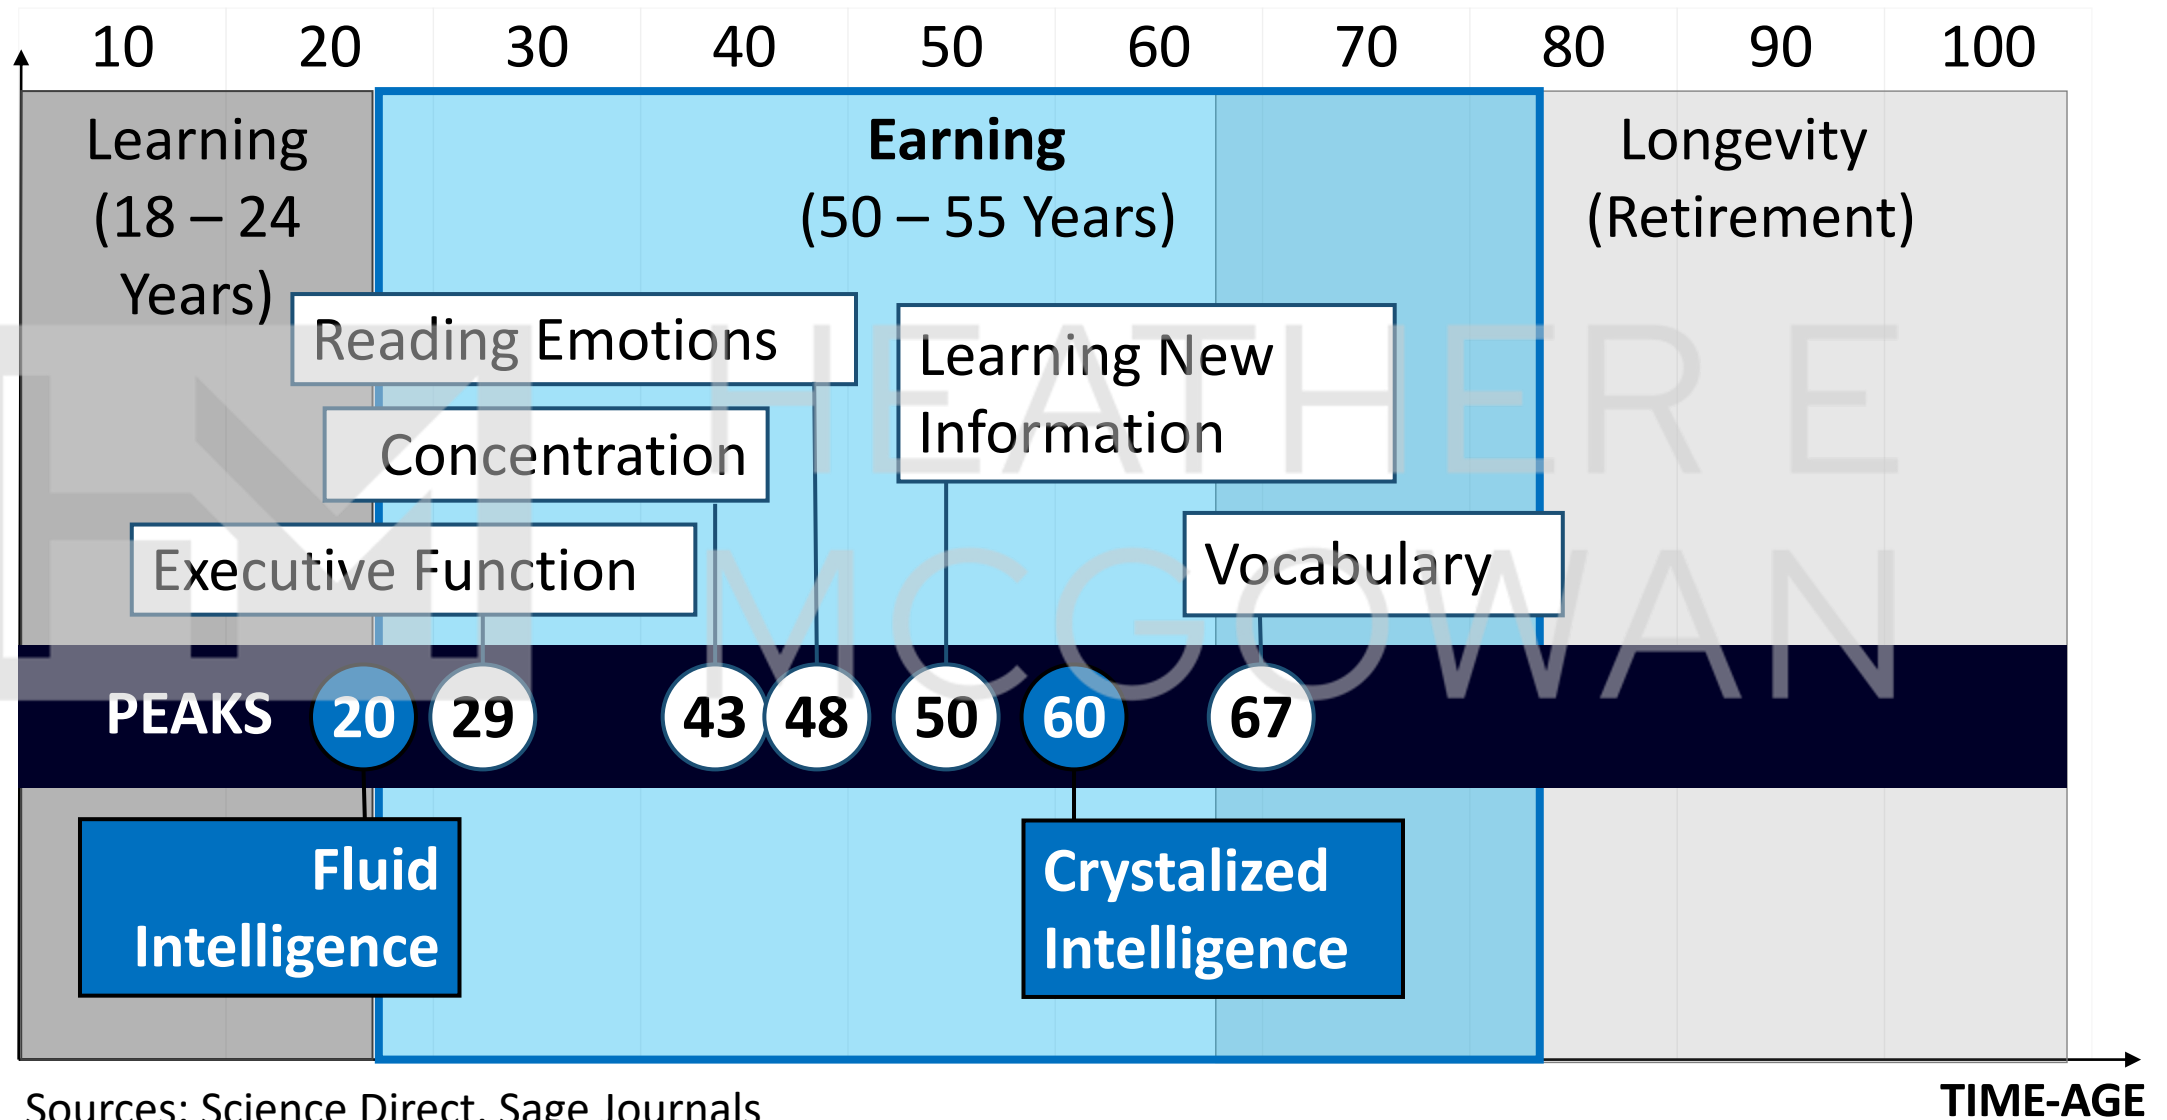 10 20 30 40 50 60 70 80 90 100
Learning
(18 – 24
Years)
Earning
(50 – 55 Years)
Longevity
(Retirement)
Reading Emotions
Concentration
Executive Function
Learning New
Information
Vocabulary
HEATHER E
MCGOWAN
PEAKS 20 29 43 48 50 60 67
Fluid
Intelligence
Crystalized
Intelligence
TIME-AGE
Sources: Science Direct, Sage Journals